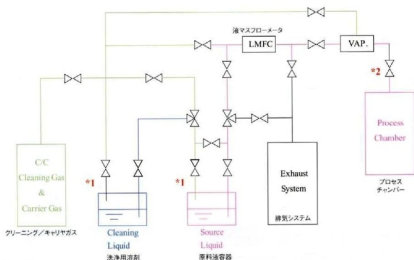 液マスフローメータ
LMFC
VAP.
*2
C/C
Cleaning Gas
&
Carrier Gas
クリーニング／キャリヤガス
*1
Cleaning
Liquid
洗浄用溶剤
*1
Source
Liquid
原料液容器
Exhaust
System
排気システム
Process
Chamber
プロセス
チャンバー